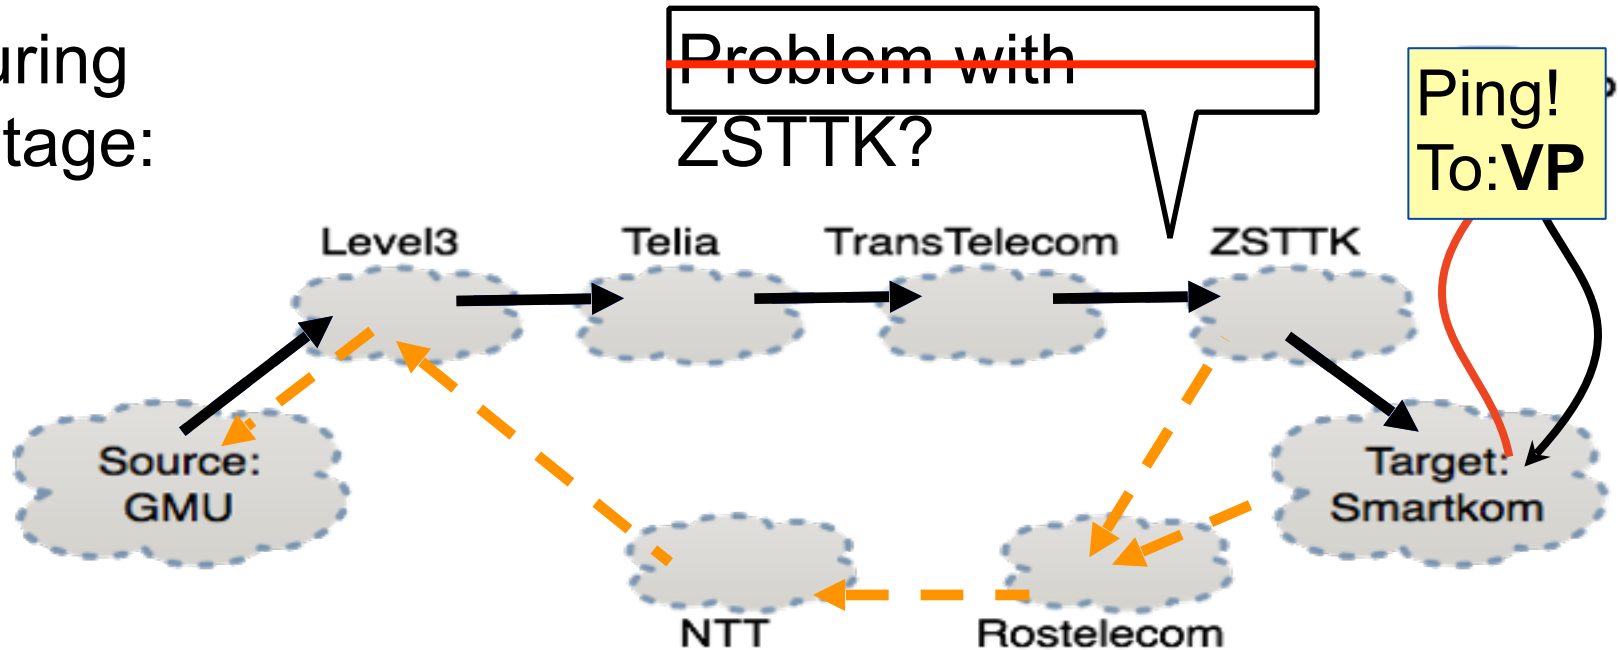 uring
tage:
Problem with
ZSTTK?
Ping!
To:VP
Level3
Telia
TransTelecom
ZSTTK
Source:
GMU
Target:
Smartkom
NTT
Rostelecom